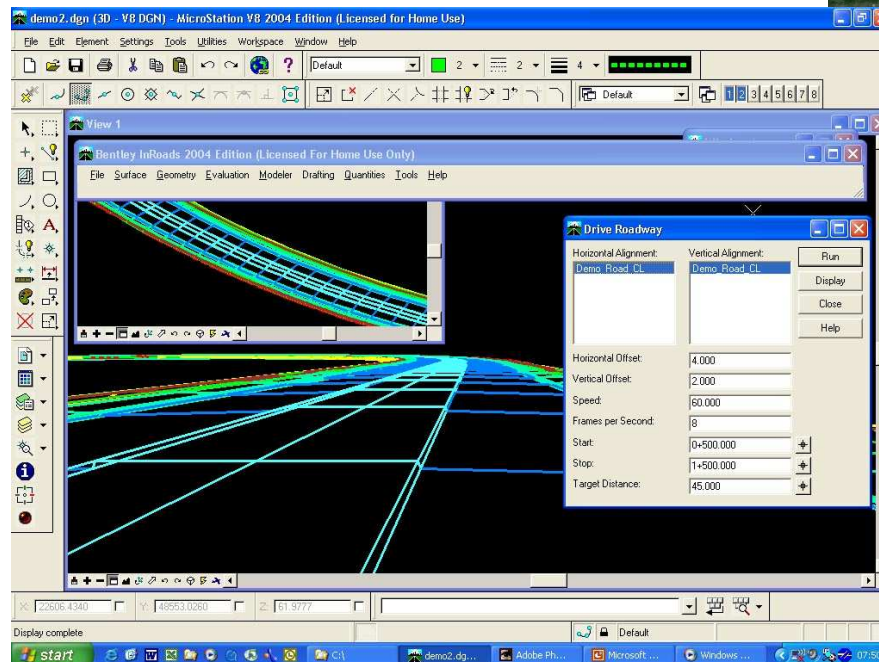 demo2.dgn (3D - V8 DGN) - MicroStation V8 2004 Edition (Licensed for Home Use)
File Edit Element Settings Tools Utilities Workspace Window Help
Default 2 2 4
Default 1 2 3 4 5 6 7 8
View 1
Bentley InRoads 2004 Edition (Licensed For Home Use Only)
File Surface Geometry Evaluation Modeler Drafting Quantities Tools Help
Drive Roadway
Horizontal Alignment: Vertical Alignment:
Demo_Road_CL Demo_Road_CL
Run
Display
Close
Help
Horizontal Offset: 4.000
Vertical Offset: 2.000
Speed: 60.000
Frames per Second: 8
Start: 0+500.000
Stop: 1+500.000
Target Distance: 45.000
X: 22606.4340 Y: 48553.0260 Z: 61.9777
Display complete Default
start C:\ demo2.dg... Adobe Ph... Microsoft ... Windows ... 07:50